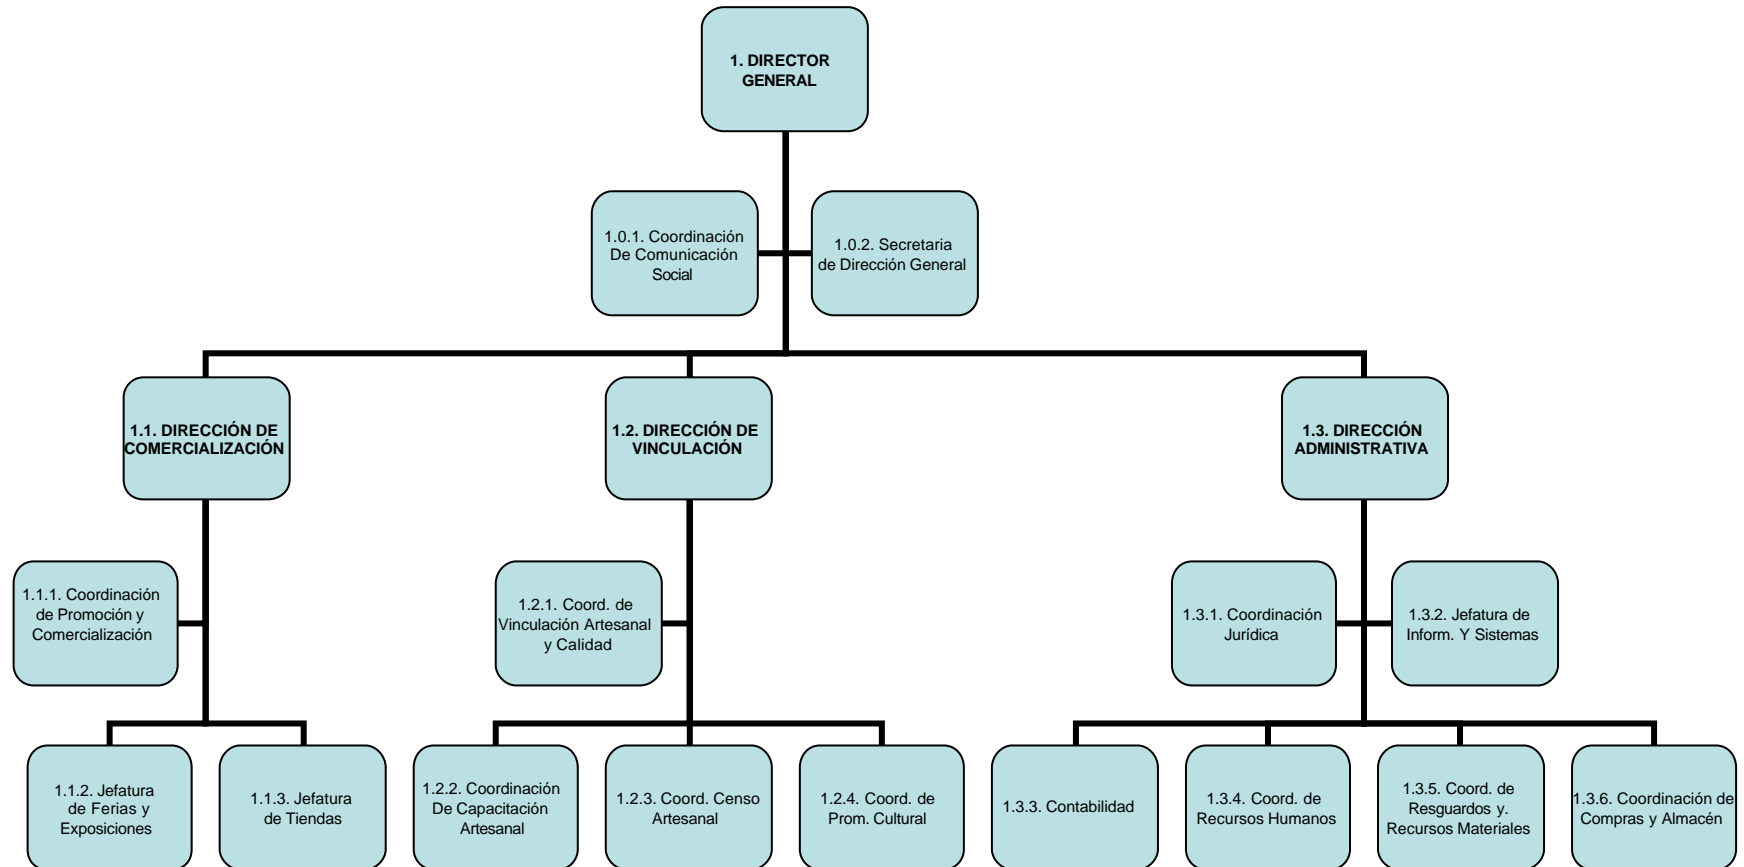 1. DIRECTOR
GENERAL
1.0.1. Coordinación
De Comunicación
Social
1.0.2. Secretaria
de Dirección General
1.1. DIRECCIÓN DE
COMERCIALIZACIÓN
1.2. DIRECCIÓN DE
VINCULACIÓN
1.3. DIRECCIÓN
ADMINISTRATIVA
1.1.1. Coordinación
de Promoción y
Comercialización
1.2.1. Coord. de
Vinculación Artesanal
y Calidad
1.3.1. Coordinación
Jurídica
1.3.2. Jefatura de
Inform. Y Sistemas
1.1.2. Jefatura
de Ferias y
Exposiciones
1.1.3. Jefatura
de Tiendas
1.2.2. Coordinación
De Capacitación
Artesanal
1.2.3. Coord. Censo
Artesanal
1.2.4. Coord. de
Prom. Cultural
1.3.3. Contabilidad
1.3.4. Coord. de
Recursos Humanos
1.3.5. Coord. de
Resguardos y.
Recursos Materiales
1.3.6. Coordinación de
Compras y Almacén